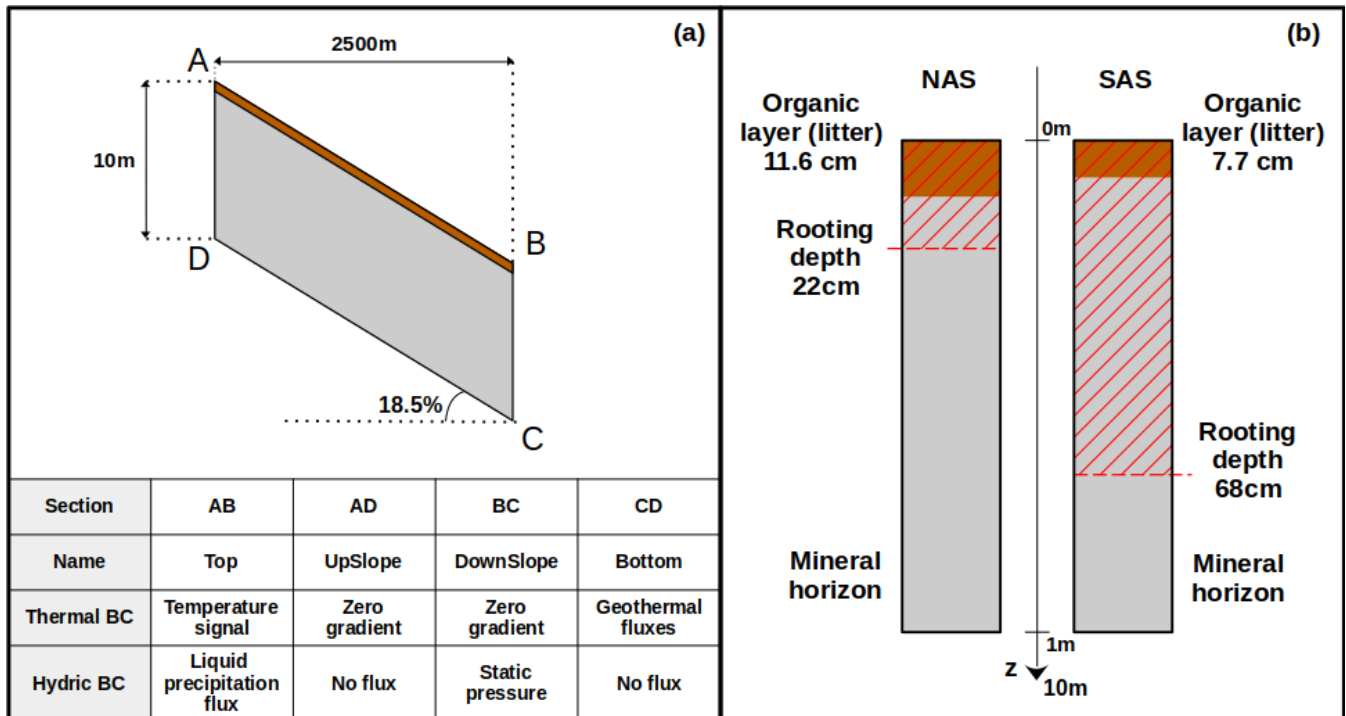 (a)
2500m
A
10m
B
D
18.5%
C
Section AB AD BC CD
Name Top UpSlope DownSlope Bottom
Thermal BC Temperature signal Zero gradient Zero gradient Geothermal fluxes
Hydric BC Liquid precipitation flux No flux Static pressure No flux
(b)
NAS SAS
Organic
layer (litter)
11.6 cm
0m
Organic
layer (litter)
7.7 cm
Rooting
depth
22cm
Rooting
depth
68cm
Mineral
horizon
Mineral
horizon
1m
z
10m